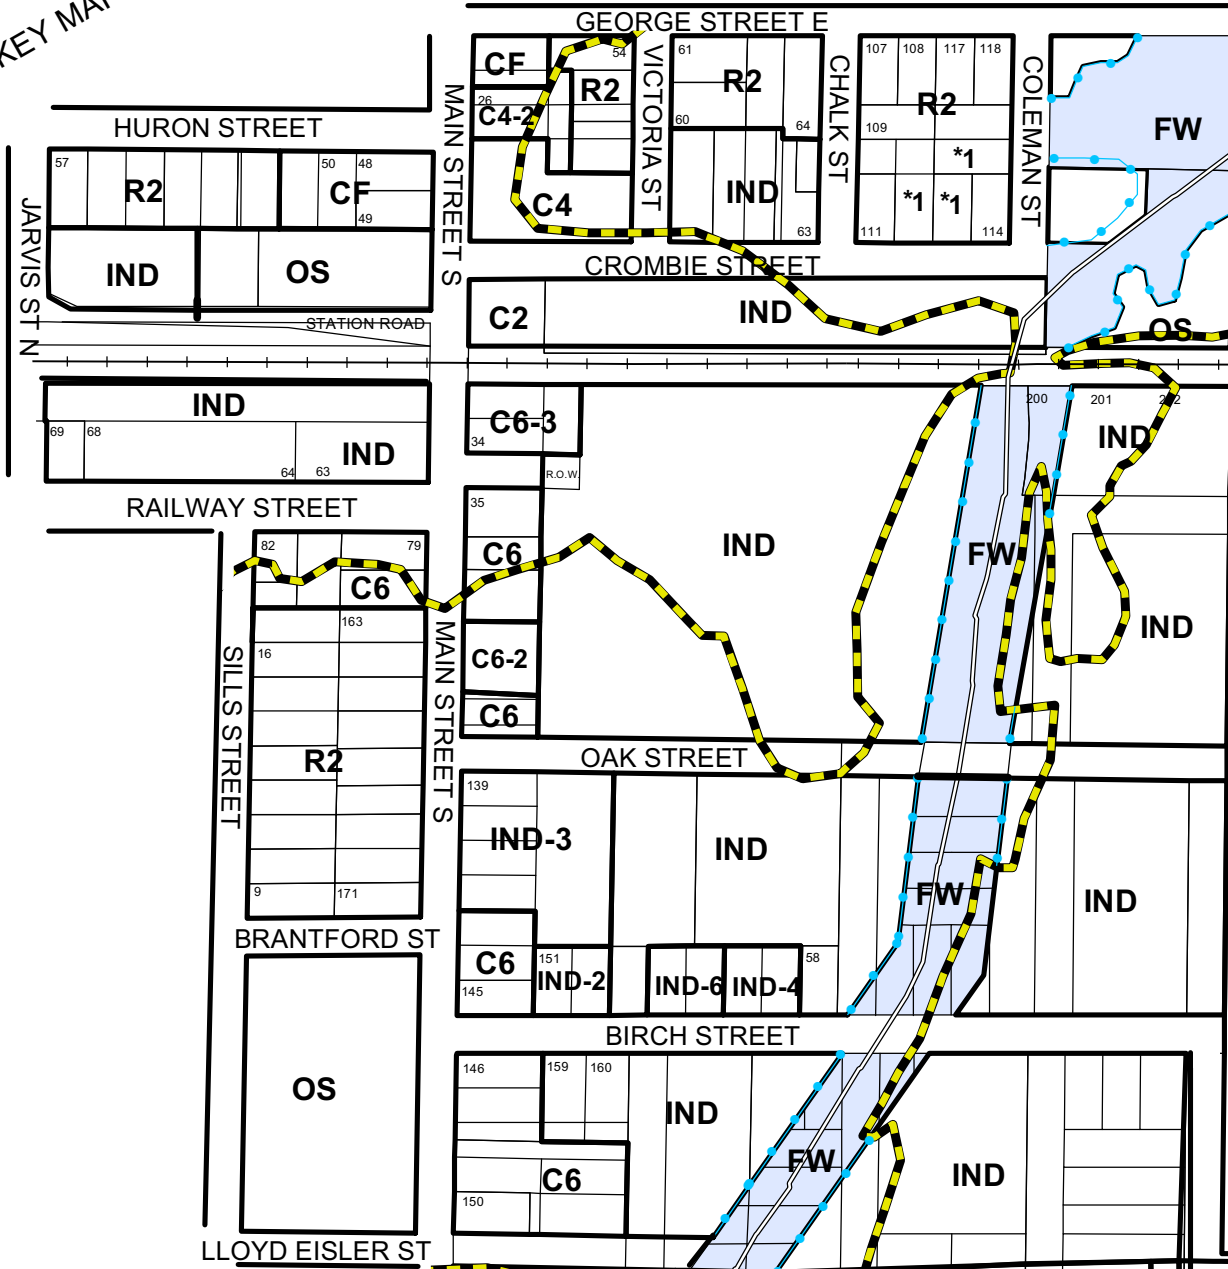 KEY MA
GEORGE STREET E
CF
54
R2
26
C4-2
C4
VICTORIA ST
61
R2
60
64
IND
63
CHALK ST
107
108
117
118
R2
109
*1
*1
*1
111
114
COLEMAN ST
FW
HURON STREET
MAIN STREET S
57
R2
50
48
CF
49
JARVIS ST N
IND
OS
CROMBIE STREET
C2
IND
STATION ROAD
OS
IND
69
68
64
63
IND
C6-3
34
R.O.W.
200
201
202
IND
RAILWAY STREET
35
C6
IND
FW
IND
82
79
C6
163
16
R2
9
171
SILLS STREET
MAIN STREET S
C6-2
C6
OAK STREET
139
IND-3
IND
FW
IND
BRANTFORD ST
C6
145
151
IND-2
IND-6
IND-4
58
BIRCH STREET
OS
146
159
160
IND
FW
IND
C6
150
LLOYD EISLER ST